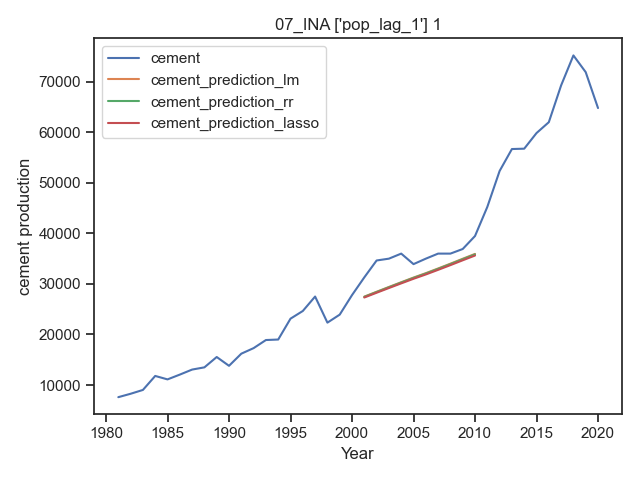 07_INA ['pop_lag_1'] 1
cement
cement_prediction_lm
cement_prediction_rr
cement_prediction_lasso
cement production
70000
60000
50000
40000
30000
20000
10000
1980 1985 1990 1995 2000 2005 2010 2015 2020
Year